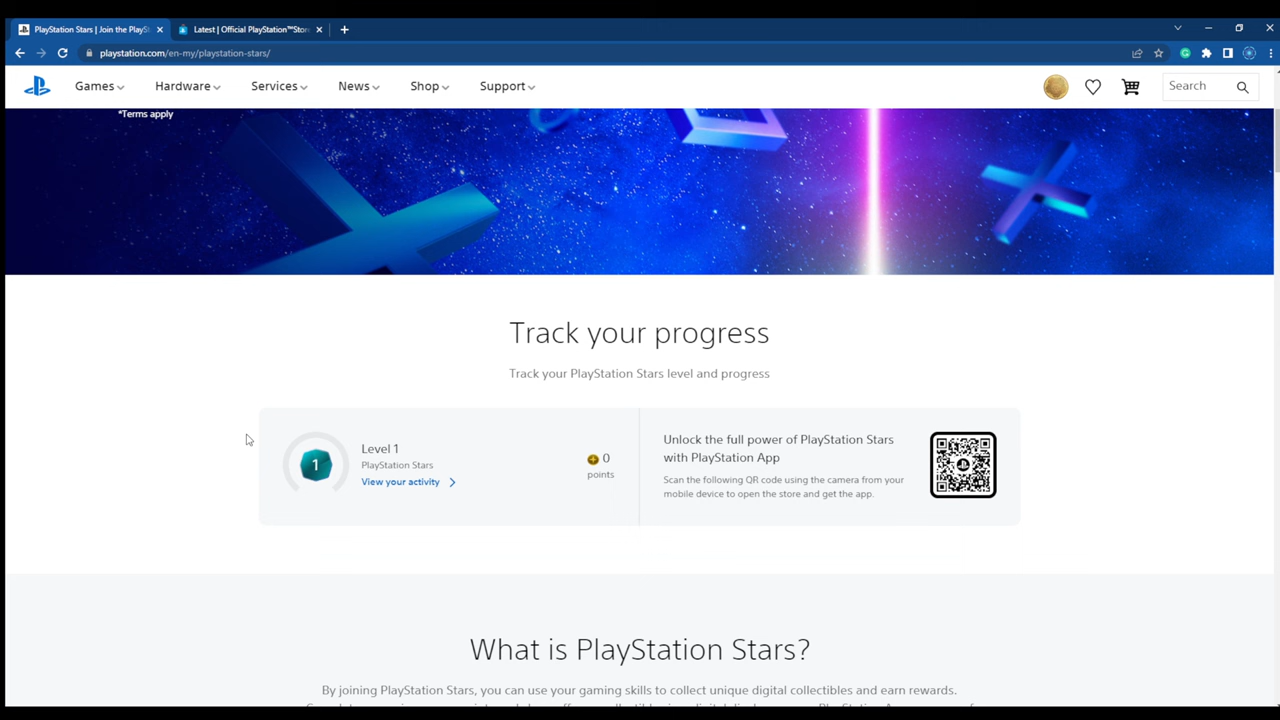 PlayStation Stars | Join the PlaySt
Latest | Official PlayStation™Store
playstation.com/en-my/playstation-stars/
Games
Hardware
Services
News
Shop
Support
Search
*Terms apply
Track your progress
Track your PlayStation Stars level and progress
1
Level 1
PlayStation Stars
View your activity
0
points
Unlock the full power of PlayStation Stars
with PlayStation App
Scan the following QR code using the camera from your
mobile device to open the store and get the app.
What is PlayStation Stars?
By joining PlayStation Stars, you can use your gaming skills to collect unique digital collectibles and earn rewards.